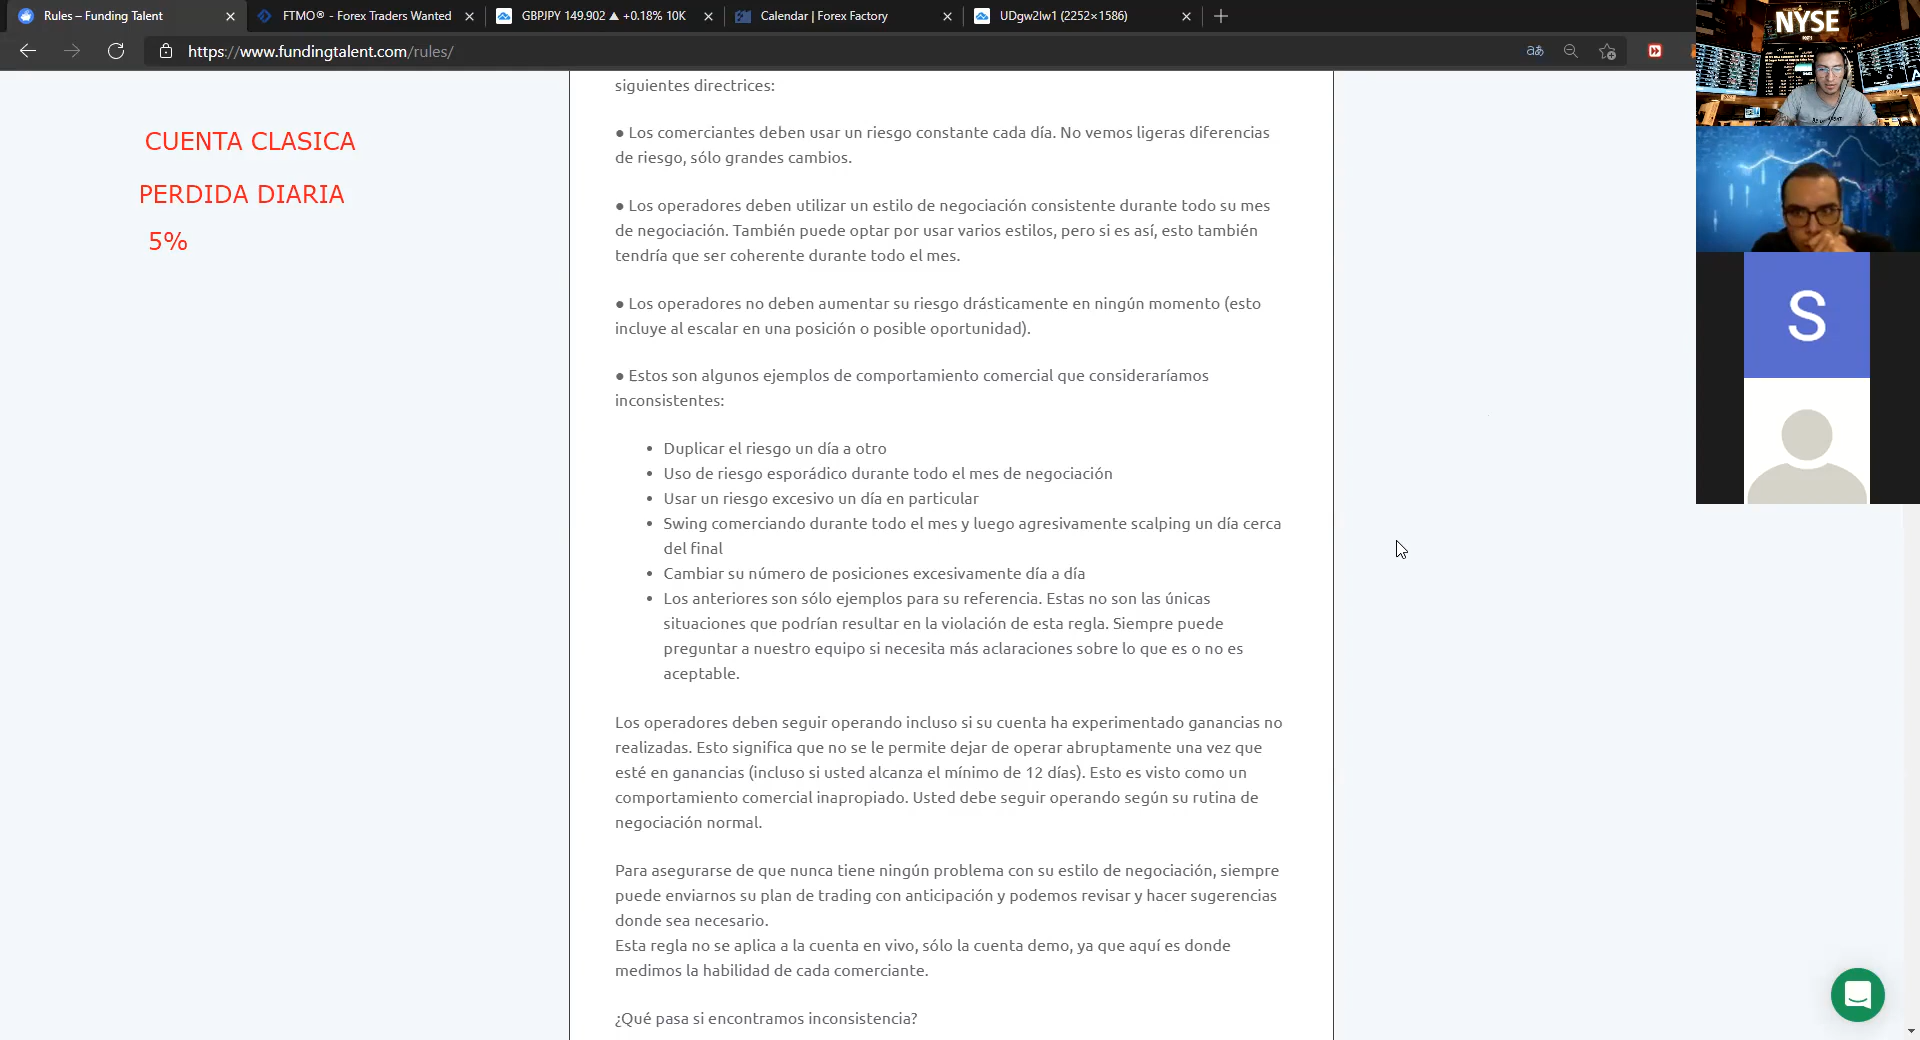 Rules – Funding Talent
FTMO® - Forex Traders Wanted
GBPJPY 149.902 ▲ +0.18% 10K
Calendar | Forex Factory
UDgw2lw1 (2252×1586)
https://www.fundingtalent.com/rules/
NYSE
CUENTA CLASICA
PERDIDA DIARIA
5%
siguientes directrices:
● Los comerciantes deben usar un riesgo constante cada día. No vemos ligeras diferencias
de riesgo, sólo grandes cambios.
● Los operadores deben utilizar un estilo de negociación consistente durante todo su mes
de negociación. También puede optar por usar varios estilos, pero si es así, esto también
tendría que ser coherente durante todo el mes.
● Los operadores no deben aumentar su riesgo drásticamente en ningún momento (esto
incluye al escalar en una posición o posible oportunidad).
● Estos son algunos ejemplos de comportamiento comercial que consideraríamos
inconsistentes:
• Duplicar el riesgo un día a otro
• Uso de riesgo esporádico durante todo el mes de negociación
• Usar un riesgo excesivo un día en particular
• Swing comerciando durante todo el mes y luego agresivamente scalping un día cerca
del final
• Cambiar su número de posiciones excesivamente día a día
• Los anteriores son sólo ejemplos para su referencia. Estas no son las únicas
situaciones que podrían resultar en la violación de esta regla. Siempre puede
preguntar a nuestro equipo si necesita más aclaraciones sobre lo que es o no es
aceptable.
Los operadores deben seguir operando incluso si su cuenta ha experimentado ganancias no
realizadas. Esto significa que no se le permite dejar de operar abruptamente una vez que
esté en ganancias (incluso si usted alcanza el mínimo de 12 días). Esto es visto como un
comportamiento comercial inapropiado. Usted debe seguir operando según su rutina de
negociación normal.
Para asegurarse de que nunca tiene ningún problema con su estilo de negociación, siempre
puede enviarnos su plan de trading con anticipación y podemos revisar y hacer sugerencias
donde sea necesario.
Esta regla no se aplica a la cuenta en vivo, sólo la cuenta demo, ya que aquí es donde
medimos la habilidad de cada comerciante.
¿Qué pasa si encontramos inconsistencia?
S